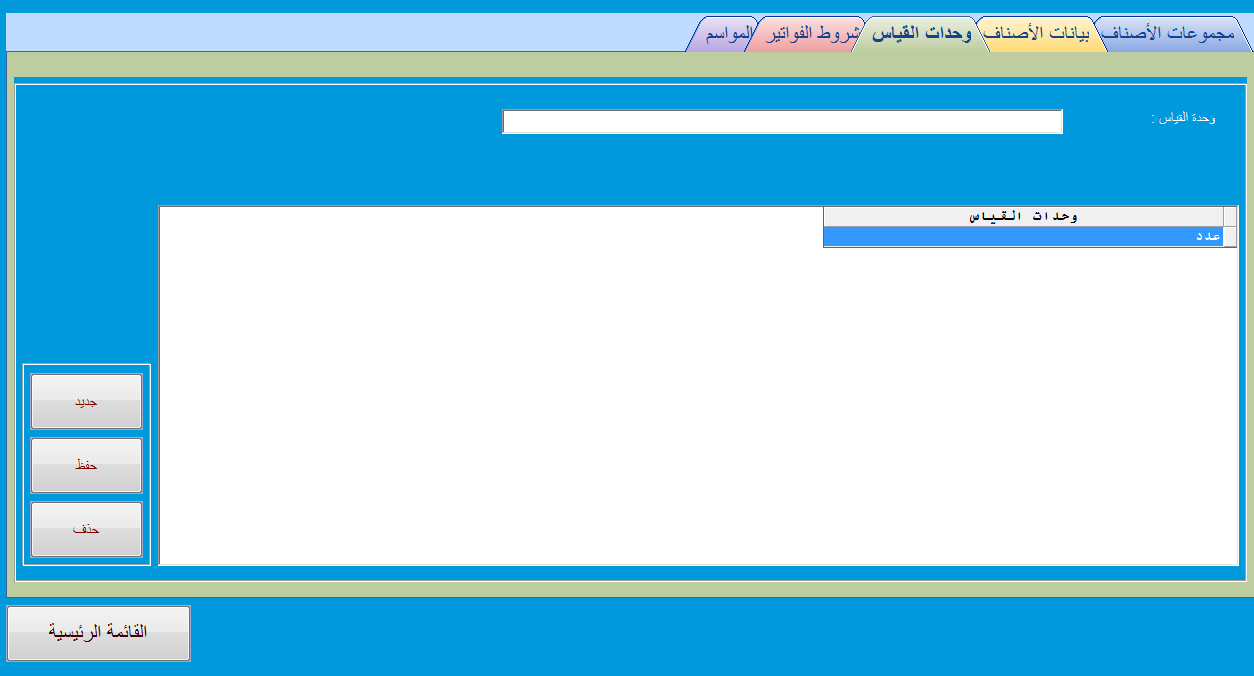 مجموعات الأصناف
بيانات الأصناف
وحدات القياس
شروط الفواتير
المواسم
وحدة القياس :
وحدات القياس
عدد
جديد
حفظ
حذف
القائمة الرئيسية